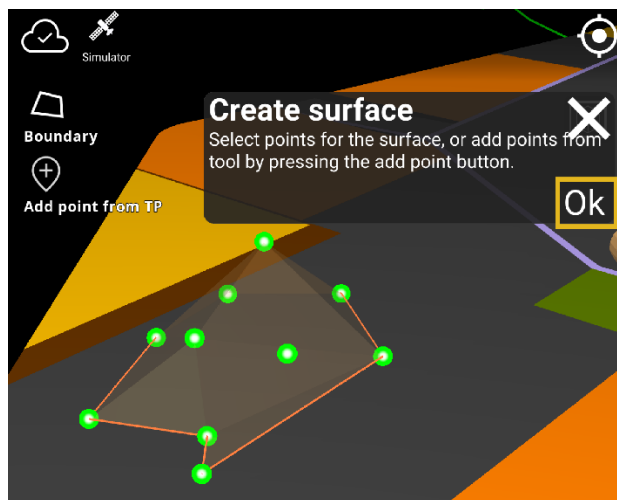 Simulator
Create surface
Select points for the surface, or add points from
tool by pressing the add point button.
Boundary
Add point from TP
Ok